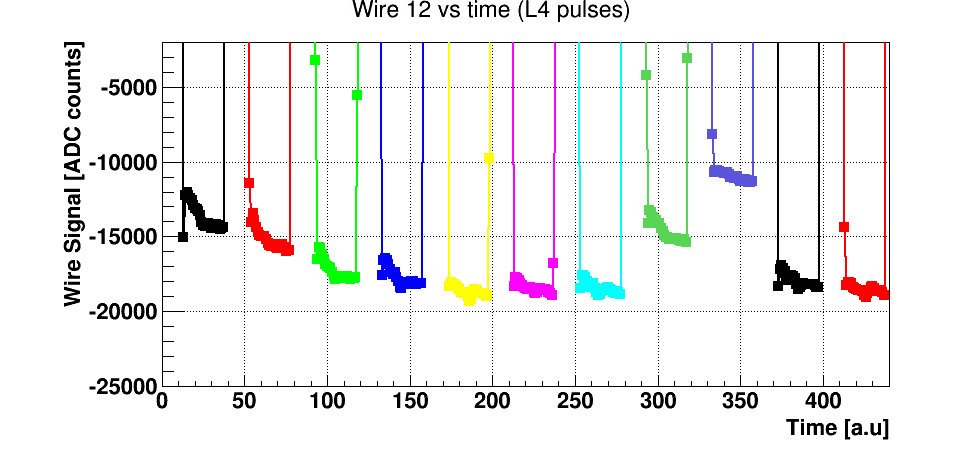 Wire 12 vs time (L4 pulses)
Wire Signal [ADC counts]
-5000
-10000
-15000
-20000
-25000
0 50 100 150 200 250 300 350 400
Time [a.u]